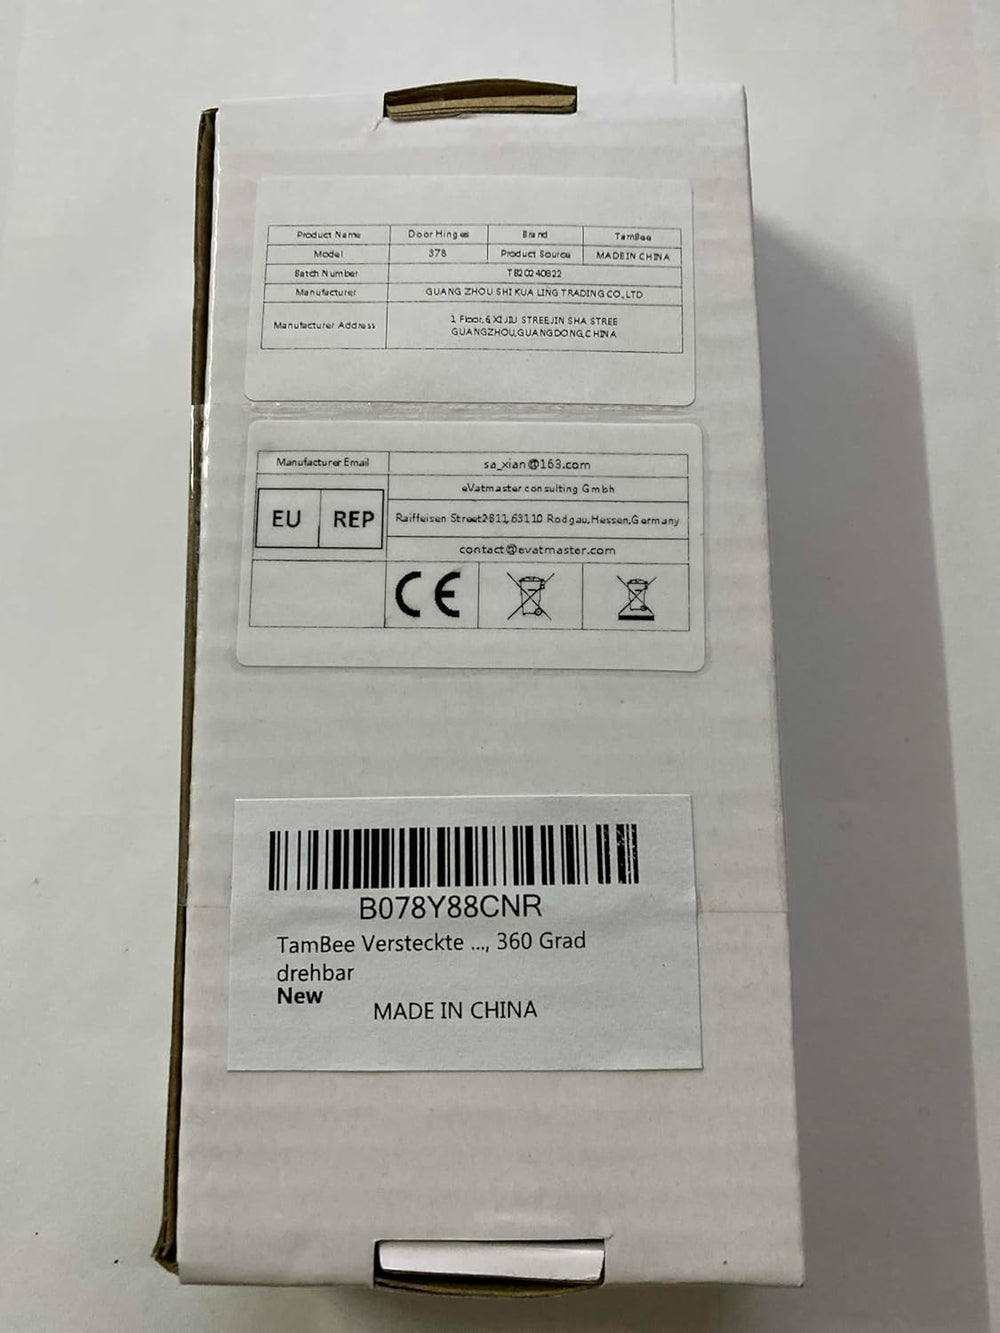 Product Name Door Hinges Brand TamBee
Model 378 Product Source MADE IN CHINA
Batch Number TB20240822
Manufacturer GUANG ZHOU SHI KUA LING TRADING CO.,LTD
Manufacturer Address 1 Floor,6 XI JIU STREE,JIN SHA STREE
GUANGZHOU,GUANGDONG,CHINA
Manufacturer Email sa_xian@163.com
eVatmaster consulting Gmbh
EU REP Raiffeisen Street2B11,63110 Rodgau,Hessen,Germany
contact@evatmaster.com
CE
B078Y88CNR
TamBee Versteckte ..., 360 Grad
drehbar
New
MADE IN CHINA